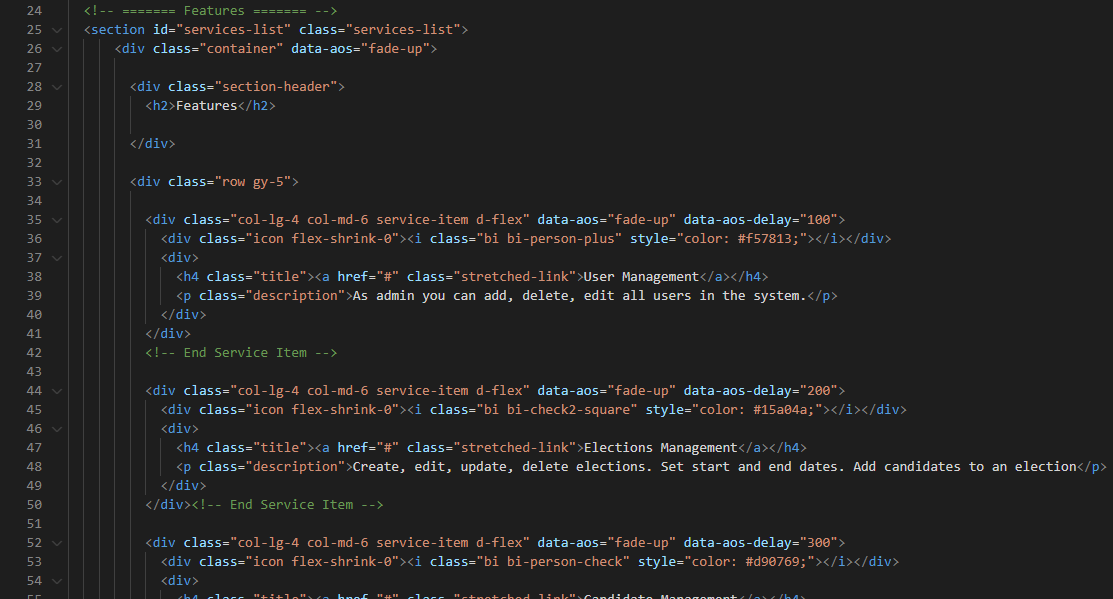 24 <!-- ======= Features ======= -->
25 <section id="services-list" class="services-list">
26 <div class="container" data-aos="fade-up">
27
28 <div class="section-header">
29 <h2>Features</h2>
30
31 </div>
32
33 <div class="row gy-5">
34
35 <div class="col-lg-4 col-md-6 service-item d-flex" data-aos="fade-up" data-aos-delay="100">
36 <div class="icon flex-shrink-0"><i class="bi bi-person-plus" style="color: #f57813;"></i></div>
37 <div>
38 <h4 class="title"><a href="#" class="stretched-link">User Management</a></h4>
39 <p class="description">As admin you can add, delete, edit all users in the system.</p>
40 </div>
41 </div>
42 <!-- End Service Item -->
43
44 <div class="col-lg-4 col-md-6 service-item d-flex" data-aos="fade-up" data-aos-delay="200">
45 <div class="icon flex-shrink-0"><i class="bi bi-check2-square" style="color: #15a04a;"></i></div>
46 <div>
47 <h4 class="title"><a href="#" class="stretched-link">Elections Management</a></h4>
48 <p class="description">Create, edit, update, delete elections. Set start and end dates. Add candidates to an election</p>
49 </div>
50 </div><!-- End Service Item -->
51
52 <div class="col-lg-4 col-md-6 service-item d-flex" data-aos="fade-up" data-aos-delay="300">
53 <div class="icon flex-shrink-0"><i class="bi bi-person-check" style="color: #d90769;"></i></div>
54 <div>
55 <h4 class="title"><a href="#" class="stretched-link">Candidate Management</a></h4>